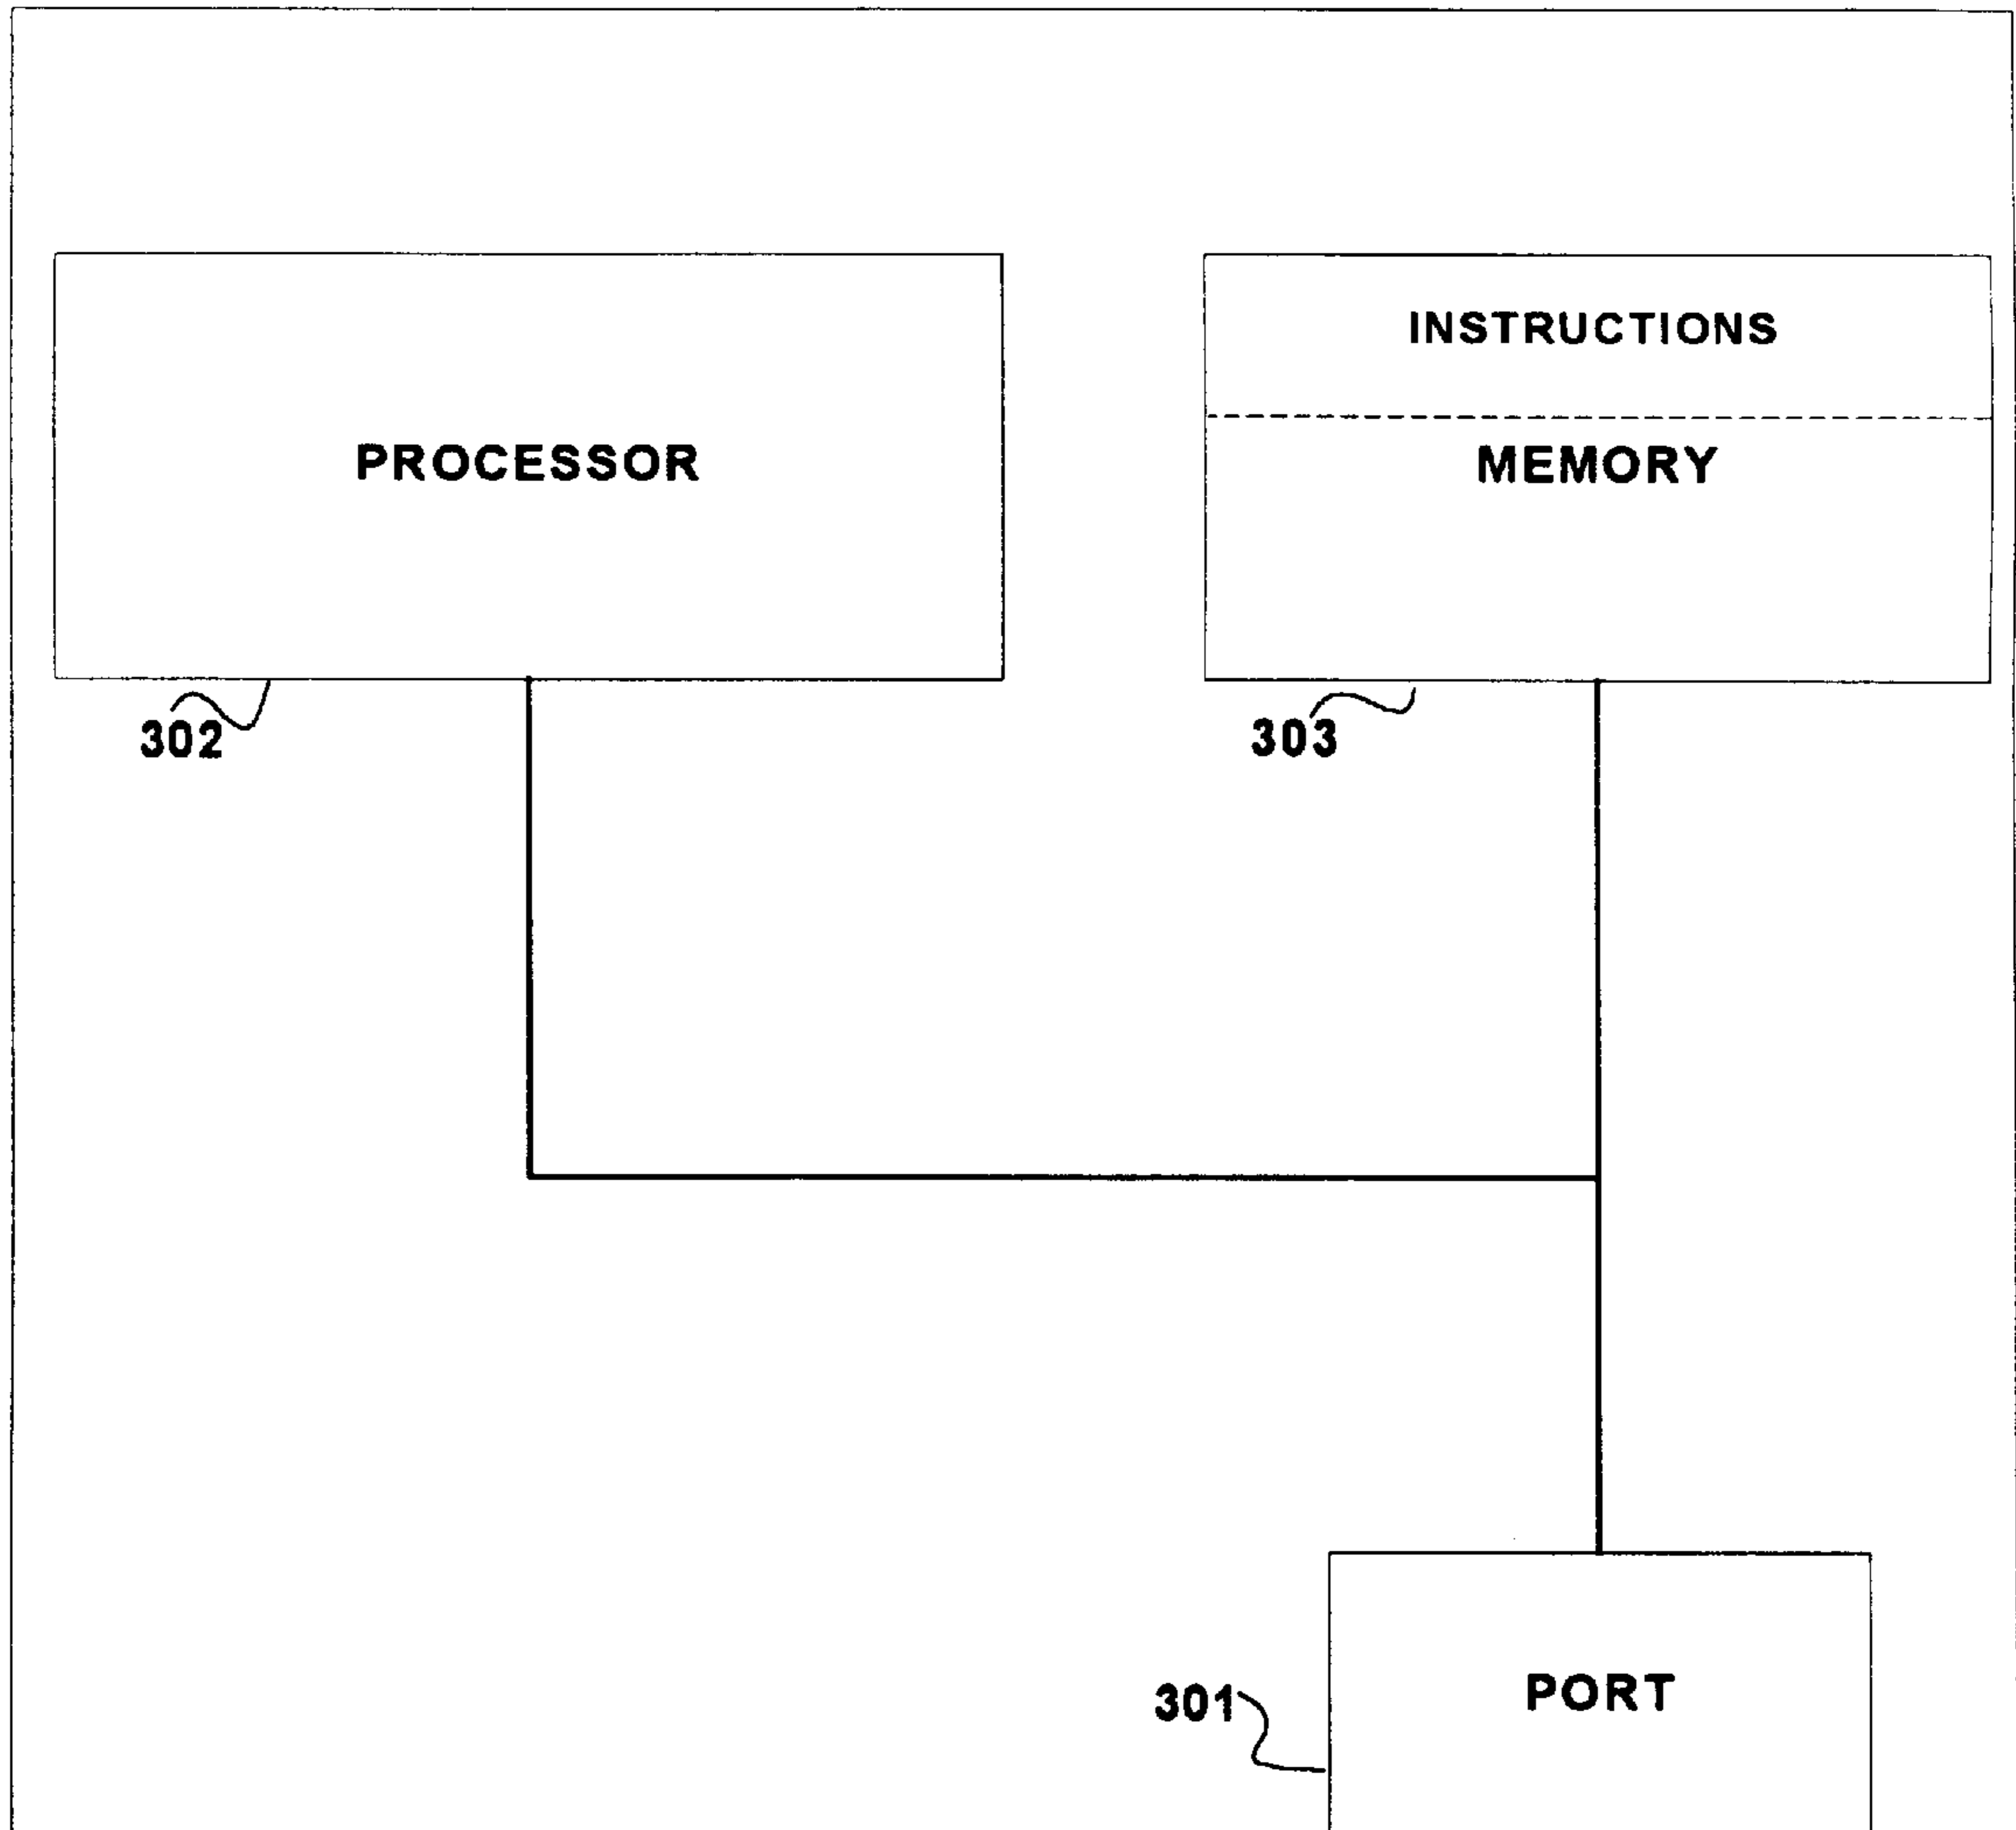 INSTRUCTIONS
PROCESSOR
MEMORY
302
303
301
PORT